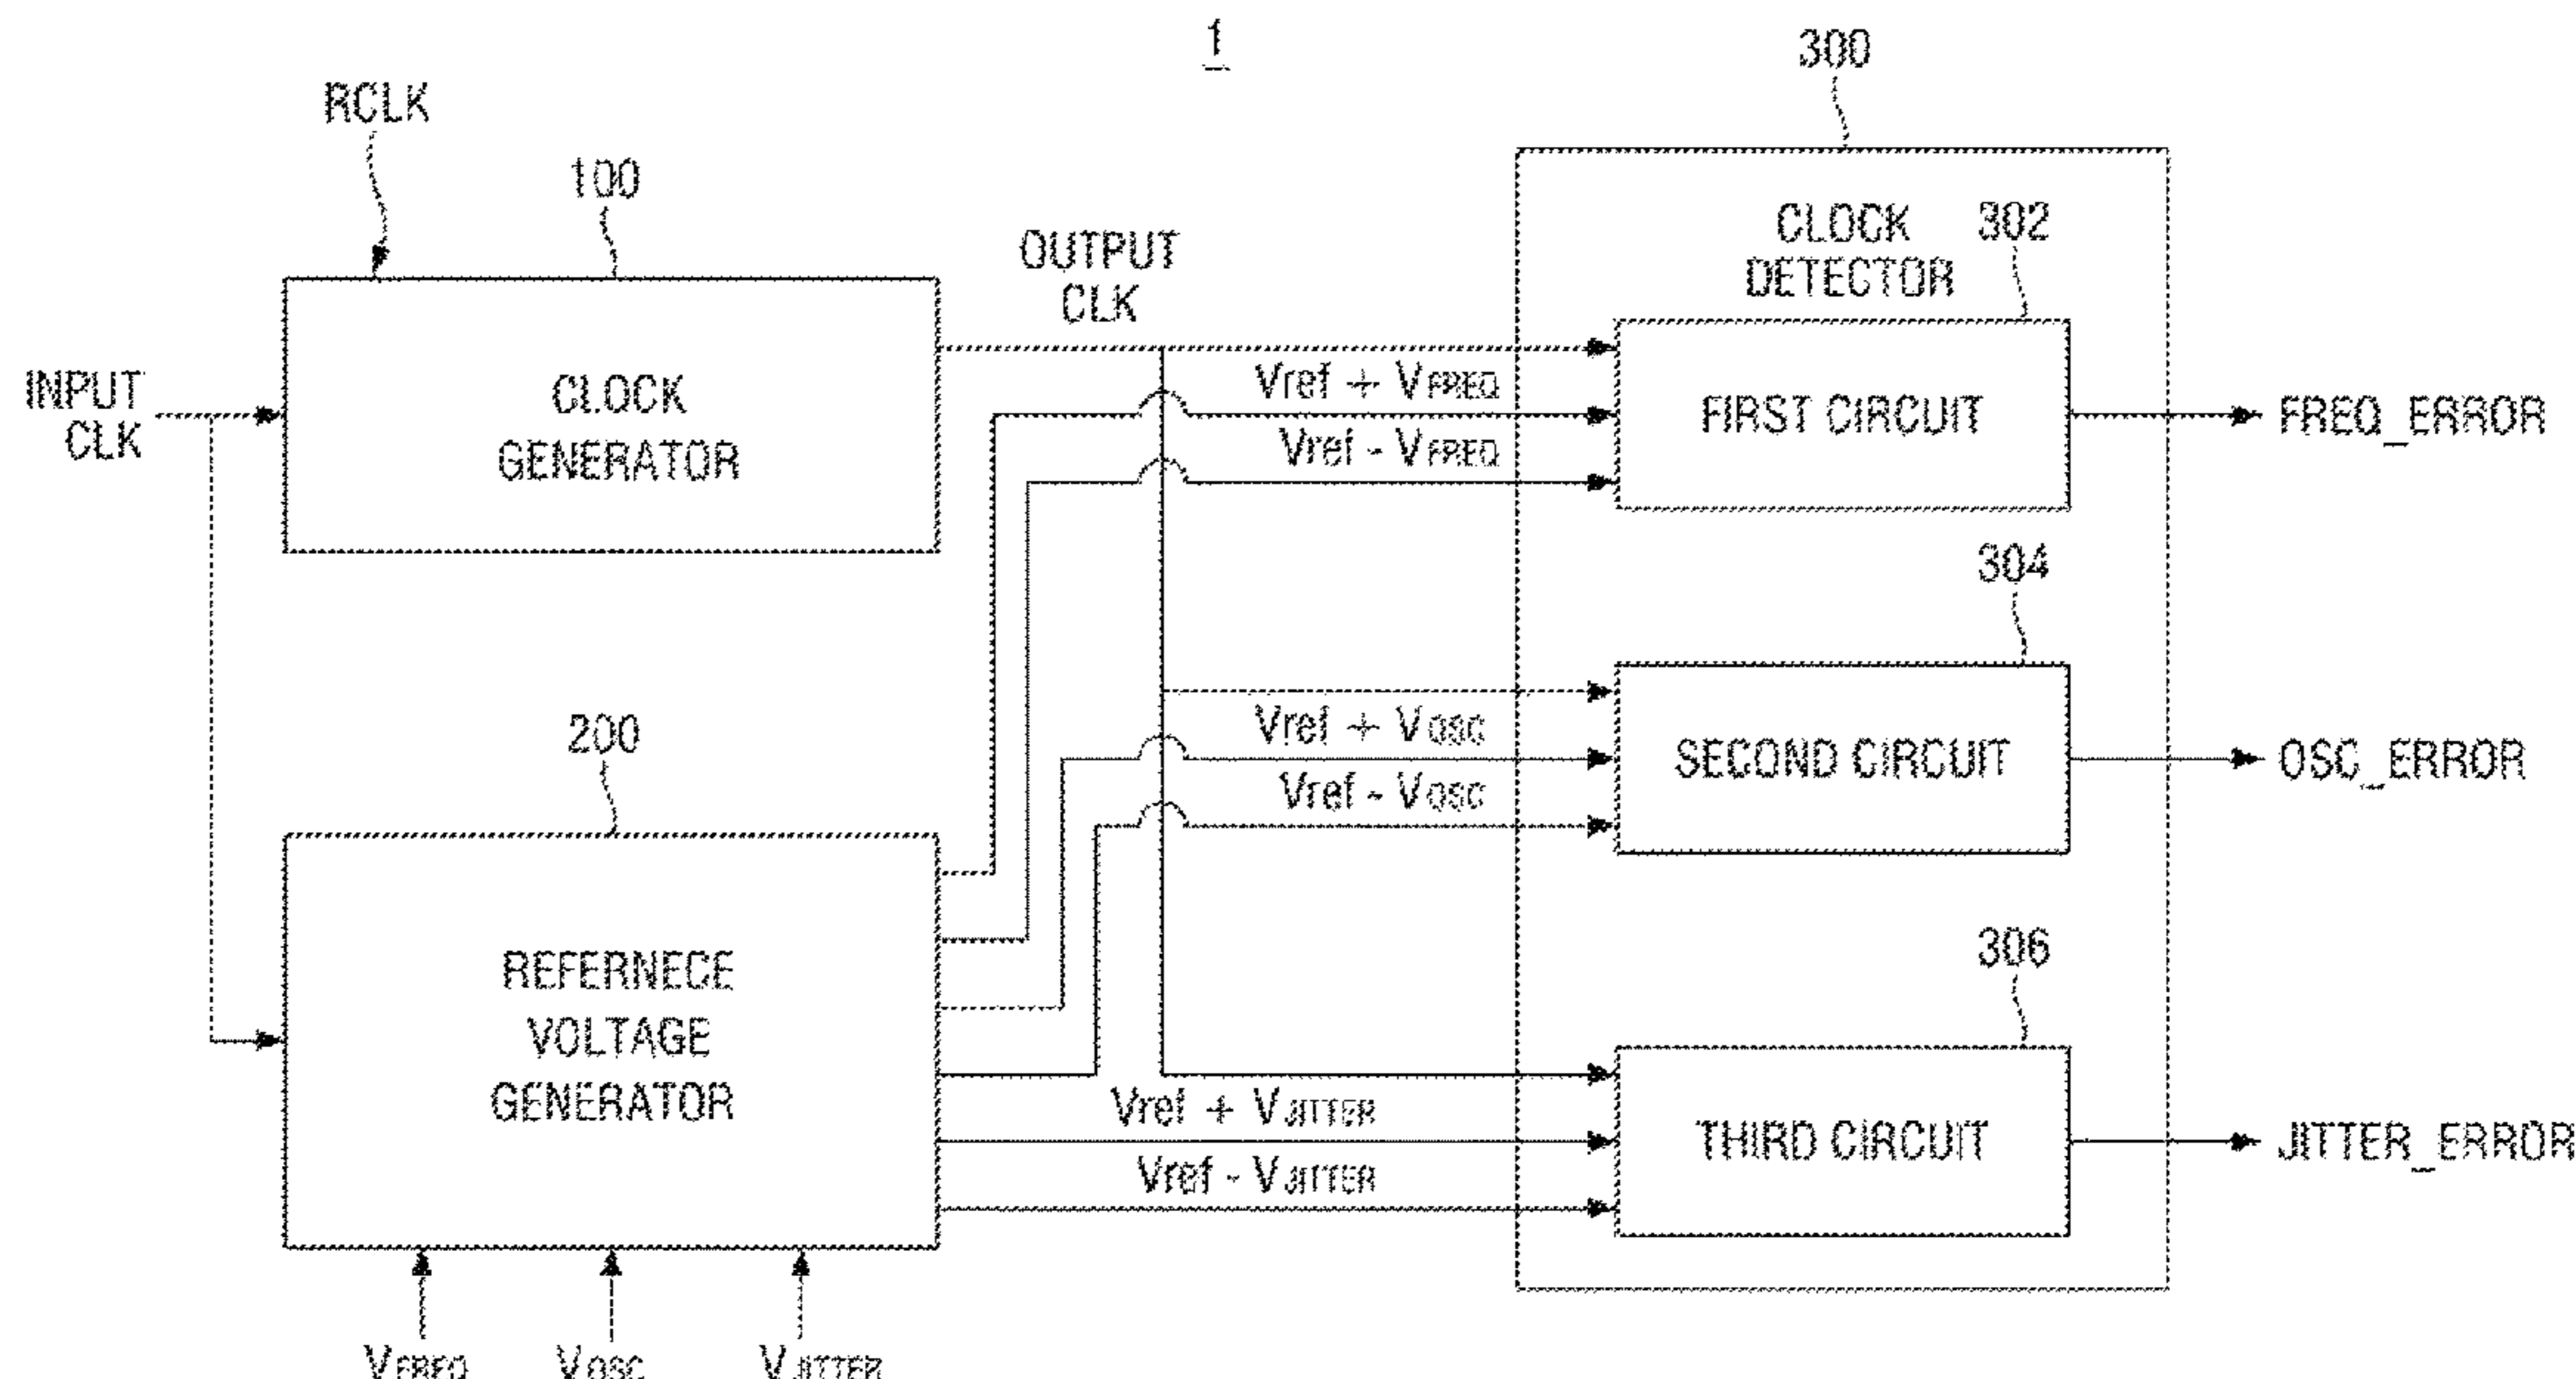 1
300
RCLK
100
CLOCK 302
DETECTOR
OUTPUT
CLK
INPUT
CLK
CLOCK
GENERATOR
Vref + VFREQ
Vref - VFREQ
FIRST CIRCUIT
FREQ_ERROR
304
200
Vref + VOSC
Vref - VOSC
SECOND CIRCUIT
OSC_ERROR
REFERNECE
VOLTAGE
GENERATOR
306
Vref + VJITTER
Vref - VJITTER
THIRD CIRCUIT
JITTER_ERROR
VFREQ VOSC VJITTER